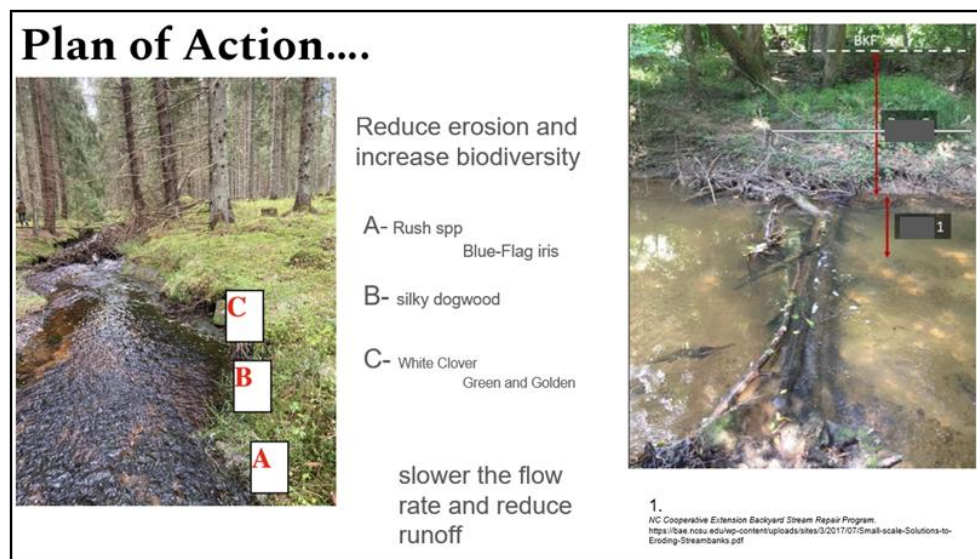 Plan of Action....
C
B
A
Reduce erosion and
increase biodiversity
A- Rush spp
Blue-Flag iris
B- silky dogwood
C- White Clover
Green and Golden
slower the flow
rate and reduce
runoff
BKF
1
1.
NC Cooperative Extension Backyard Stream Repair Program.
https://bae.ncsu.edu/wp-content/uploads/sites/3/2017/07/Small-scale-Solutions-to-
Eroding-Streambanks.pdf